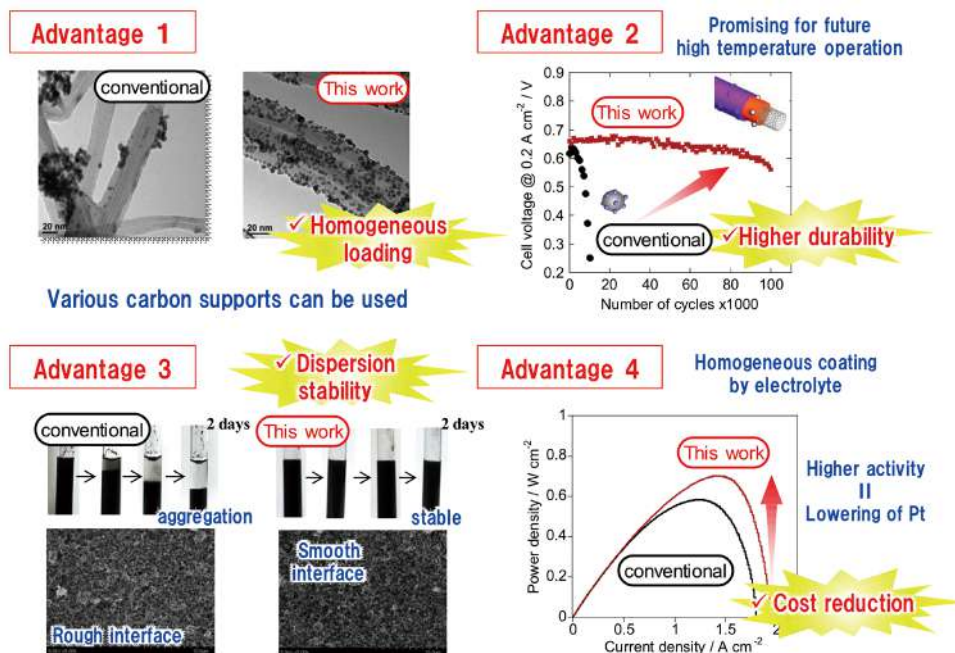 Advantage 1
conventional
This work
20 nm
20 nm
✓ Homogeneous
loading
Various carbon supports can be used
Advantage 2
Promising for future
high temperature operation
Cell voltage @ 0.2 A cm⁻² / V
0.9
0.8
0.7
0.6
0.5
0.4
0.3
0.2
This work
conventional
✓ Higher durability
0 20 40 60 80 100
Number of cycles x1000
Advantage 3
✓ Dispersion
stability
conventional
2 days
This work
2 days
aggregation
stable
Rough interface
Smooth
interface
Advantage 4
Homogeneous coating
by electrolyte
Power density / W cm⁻²
1
0.8
0.6
0.4
0.2
0
This work
conventional
Higher activity
II
Lowering of Pt
✓ Cost reduction
0 0.5 1 1.5 2
Current density / A cm⁻²